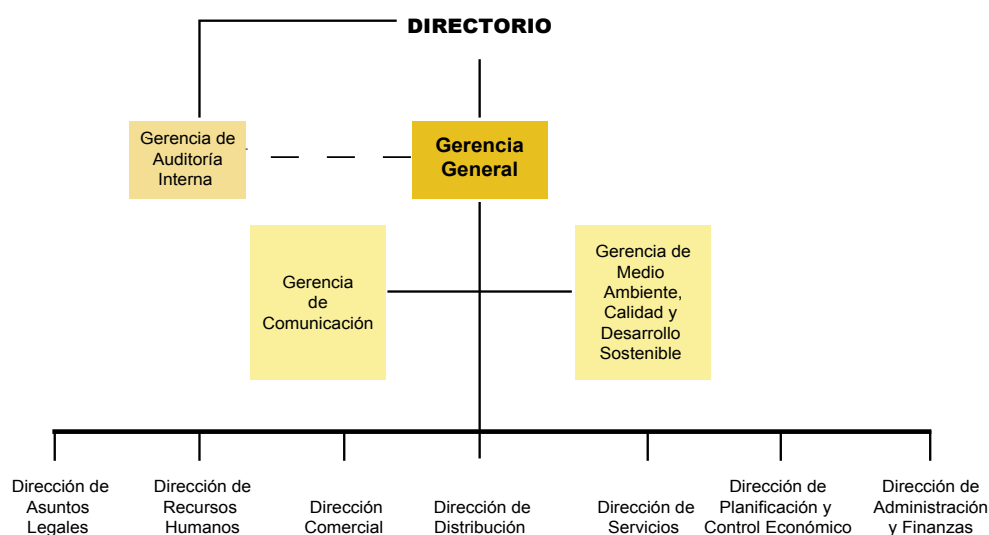 DIRECTORIO
Gerencia de
Auditoría
Interna
Gerencia
General
Gerencia
de
Comunicación
Gerencia de
Medio
Ambiente,
Calidad y
Desarrollo
Sostenible
Dirección de
Asuntos
Legales
Dirección de
Recursos
Humanos
Dirección
Comercial
Dirección de
Distribución
Dirección de
Servicios
Dirección de
Planificación y
Control Económico
Dirección de
Administración
y Finanzas